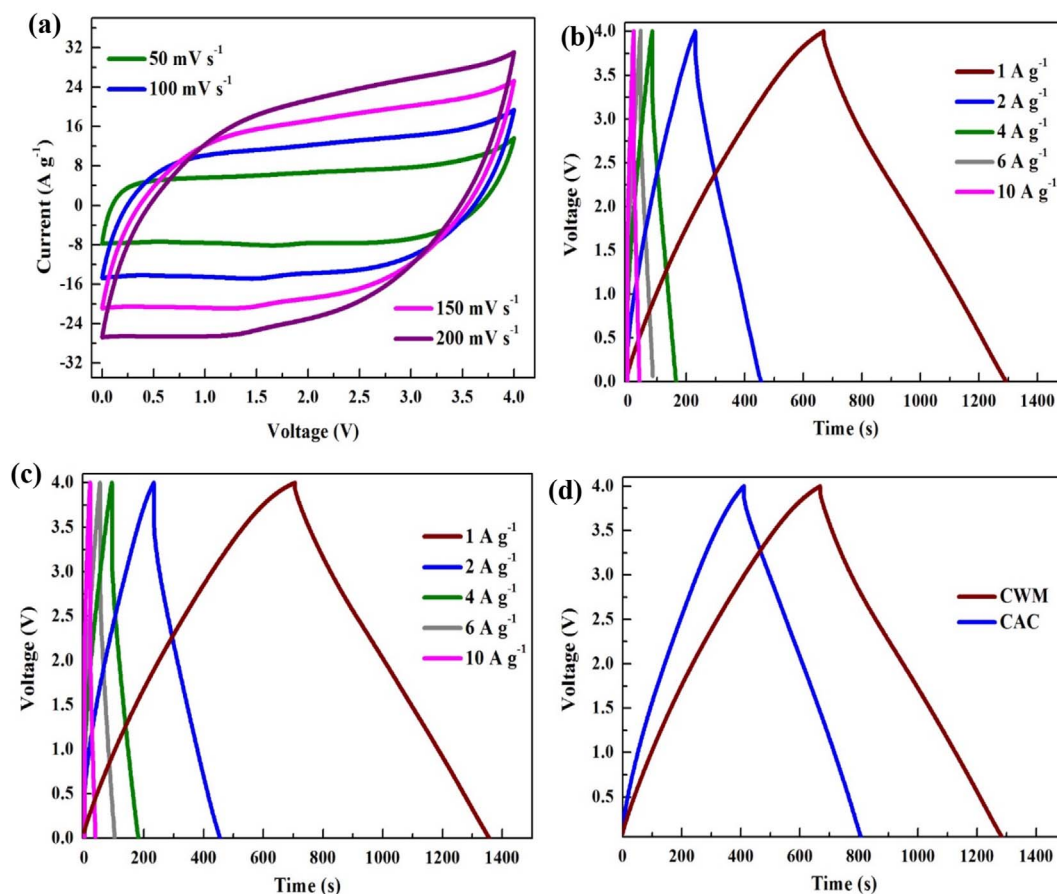 (a)
32
24
16
8
0
-8
-16
-24
-32
Current (A g⁻¹)
50 mV s⁻¹
100 mV s⁻¹
150 mV s⁻¹
200 mV s⁻¹
0.0 0.5 1.0 1.5 2.0 2.5 3.0 3.5 4.0
Voltage (V)
(b)
4.0
3.5
3.0
2.5
2.0
1.5
1.0
0.5
0.0
Voltage (V)
1 A g⁻¹
2 A g⁻¹
4 A g⁻¹
6 A g⁻¹
10 A g⁻¹
0 200 400 600 800 1000 1200 1400
Time (s)
(c)
4.0
3.5
3.0
2.5
2.0
1.5
1.0
0.5
0.0
Voltage (V)
1 A g⁻¹
2 A g⁻¹
4 A g⁻¹
6 A g⁻¹
10 A g⁻¹
0 200 400 600 800 1000 1200 1400
Time (s)
(d)
4.0
3.5
3.0
2.5
2.0
1.5
1.0
0.5
Voltage (V)
CWM
CAC
0 200 400 600 800 1000 1200 1400
Time (s)